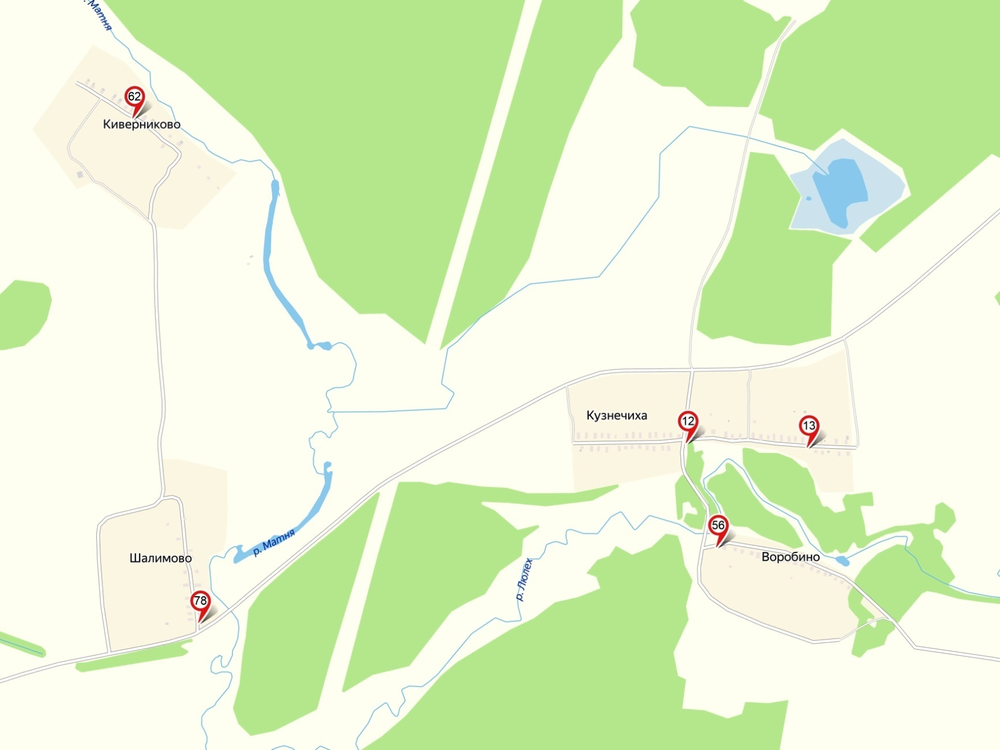 р. Матня
62
Киверниково
Кузнечиха
12
13
56
р. Матня
Воробино
Шалимово
р. Люлех
78